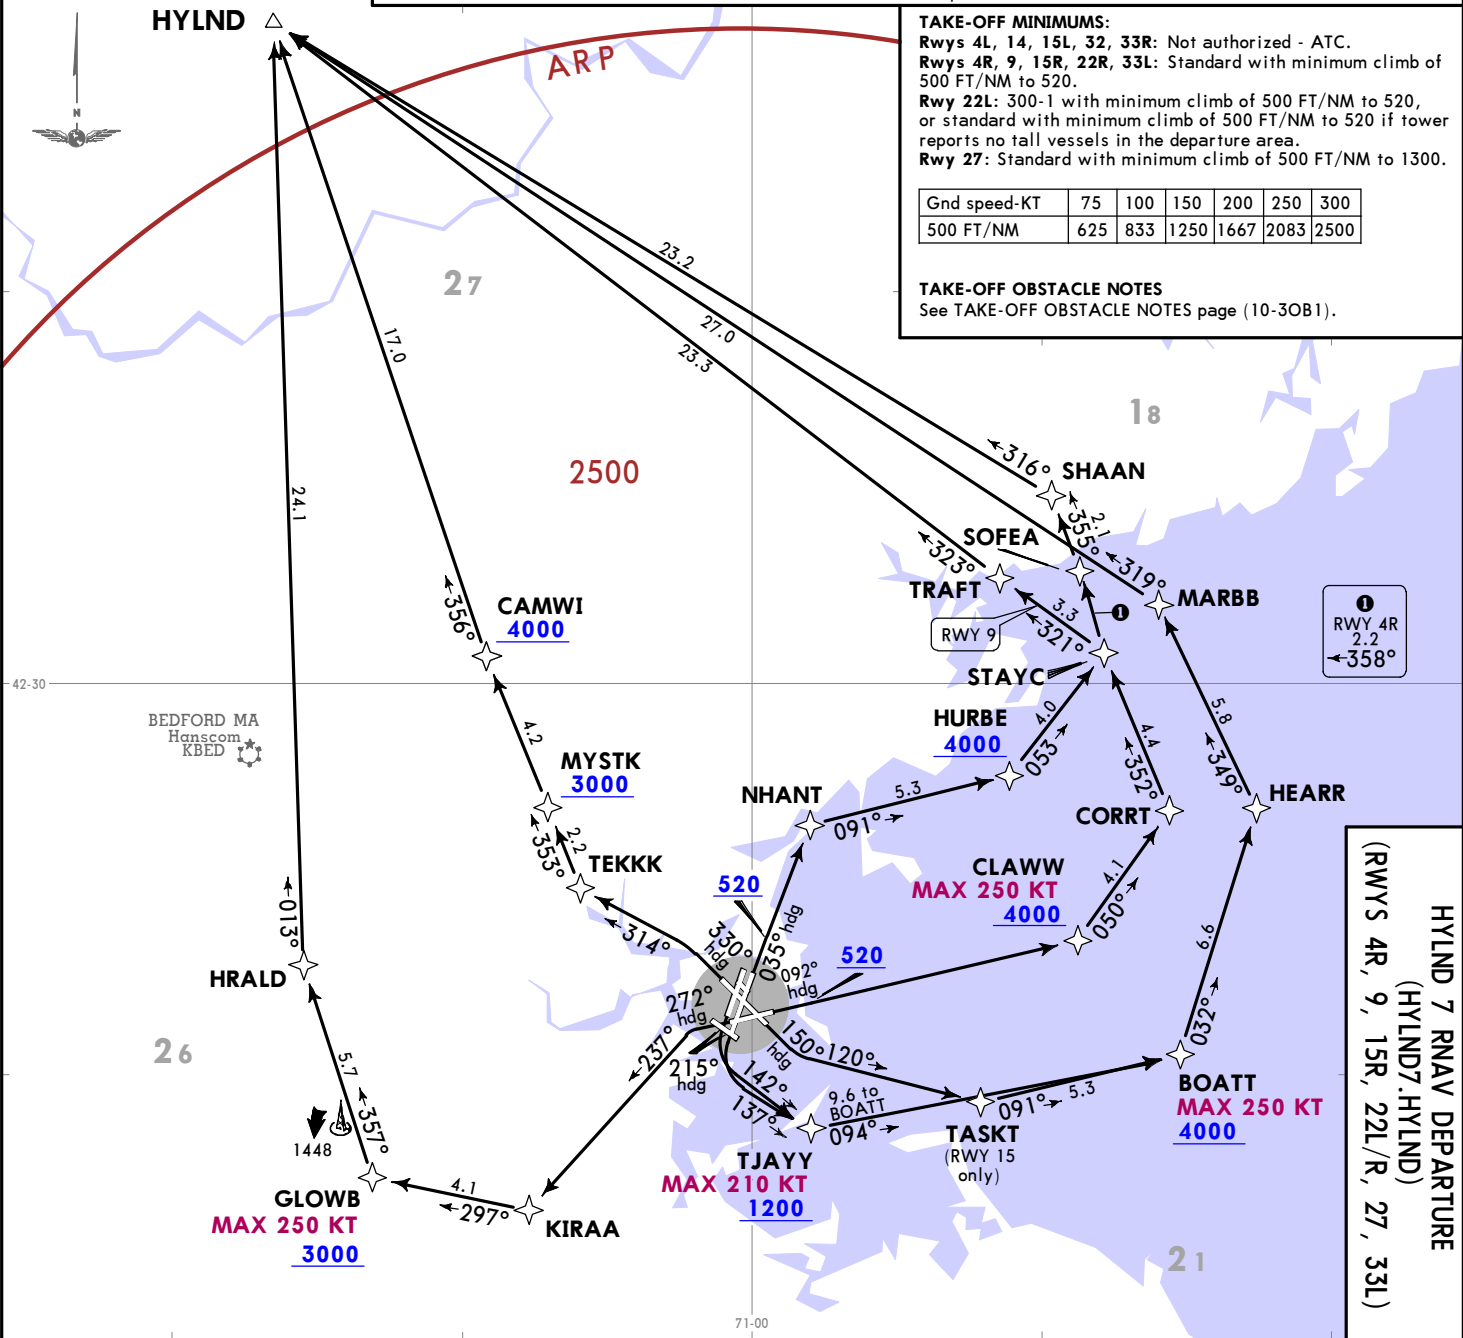 HYLND
N
ARP
TAKE-OFF MINIMUMS:
Rwys 4L, 14, 15L, 32, 33R: Not authorized - ATC.
Rwys 4R, 9, 15R, 22R, 33L: Standard with minimum climb of
500 FT/NM to 520.
Rwy 22L: 300-1 with minimum climb of 500 FT/NM to 520,
or standard with minimum climb of 500 FT/NM to 520 if tower
reports no tall vessels in the departure area.
Rwy 27: Standard with minimum climb of 500 FT/NM to 1300.
Gnd speed-KT 75 100 150 200 250 300
500 FT/NM 625 833 1250 1667 2083 2500
TAKE-OFF OBSTACLE NOTES
See TAKE-OFF OBSTACLE NOTES page (10-3OB1).
23.2
27
27.0
17.0
23.3
18
316°
SHAAN
2500
24.1
2.1
355°
SOFEA
323°
319°
TRAFT
MARBB
CAMWI
4000
356°
3.3
1
RWY 9
321°
1
RWY 4R
2.2
358°
STAYC
42-30
BEDFORD MA
Hanscom
KBED
4.2
HURBE
4000
4.0
053
4.4
352°
5.8
349°
MYSTK
3000
NHANT
5.3
091°
CORRT
HEARR
2.2
353°
TEKKK
520
CLAWW
MAX 250 KT
4000
4.1
050°
013°
314°
330°
hdg
035° hdg
520
6.6
HRALD
092°
hdg
272°
hdg
26
237°
150°
hdg
120°
032°
215°
hdg
5.7
357°
142°
137°
9.6 to
BOATT
094°
091°
5.3
BOATT
MAX 250 KT
4000
1448
TASKT
(RWY 15
only)
TJAYY
MAX 210 KT
1200
GLOWB
MAX 250 KT
3000
4.1
297°
KIRAA
21
71-00
HYLND 7 RNAV DEPARTURE
(HYLND7.HYLND)
(RWYS 4R, 9, 15R, 22L/R, 27, 33L)